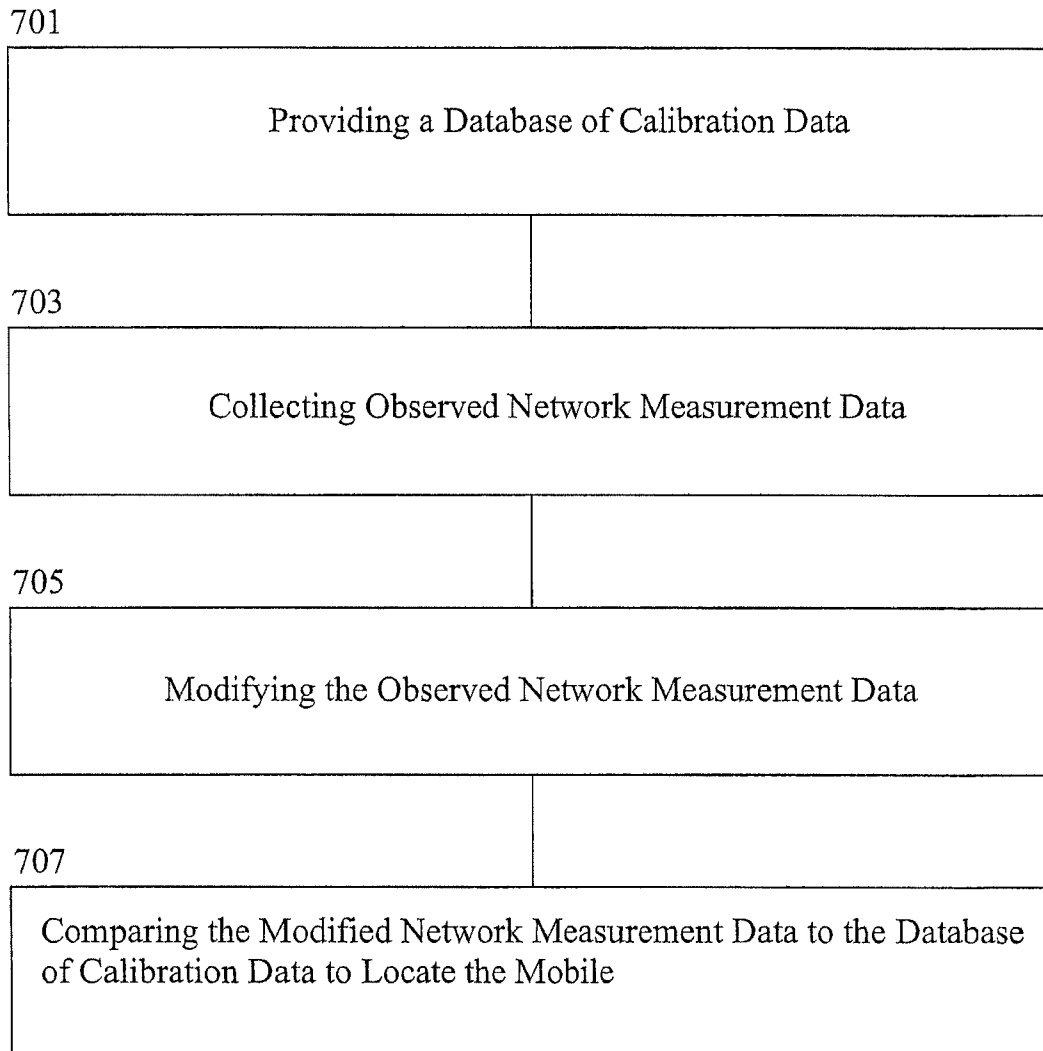 701
Providing a Database of Calibration Data
703
Collecting Observed Network Measurement Data
705
Modifying the Observed Network Measurement Data
707
Comparing the Modified Network Measurement Data to the Database
of Calibration Data to Locate the Mobile